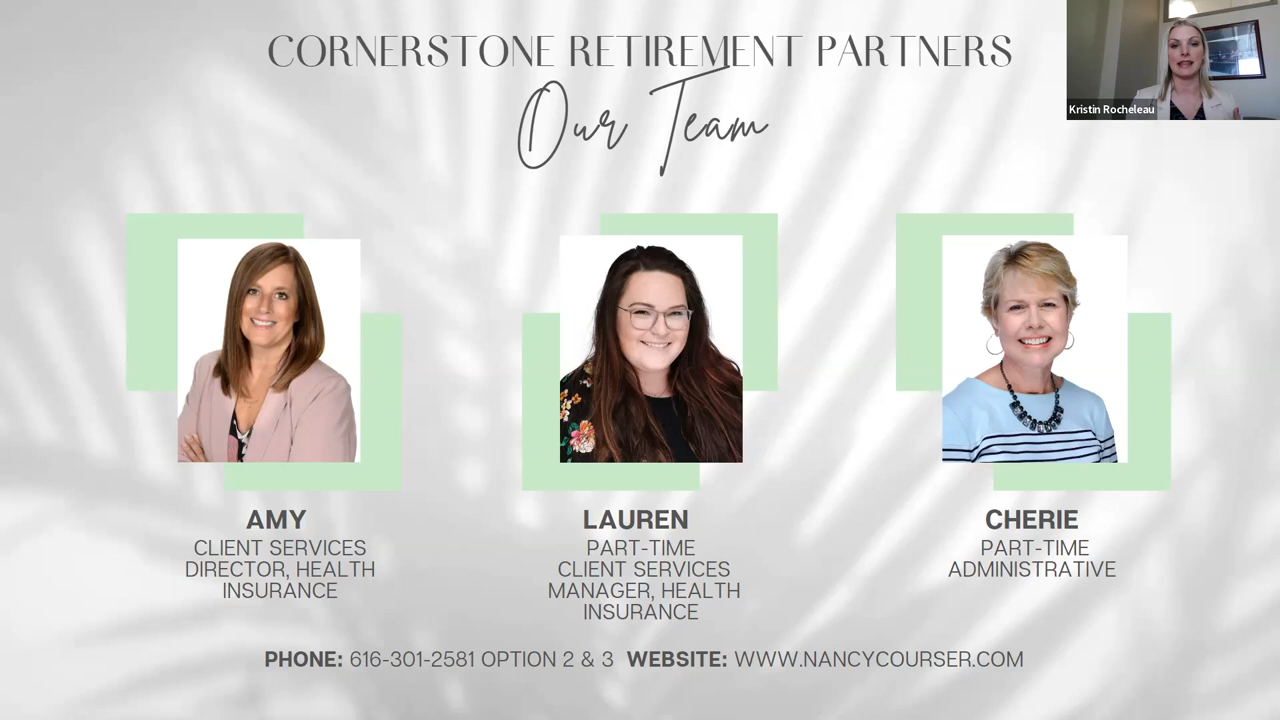 CORNERSTONE RETIREMENT PARTNERS
Our Team
Kristin Rocheleau
AMY
CLIENT SERVICES
DIRECTOR, HEALTH
INSURANCE
LAUREN
PART-TIME
CLIENT SERVICES
MANAGER, HEALTH
INSURANCE
CHERIE
PART-TIME
ADMINISTRATIVE
PHONE: 616-301-2581 OPTION 2 & 3 WEBSITE: WWW.NANCYCOURSER.COM